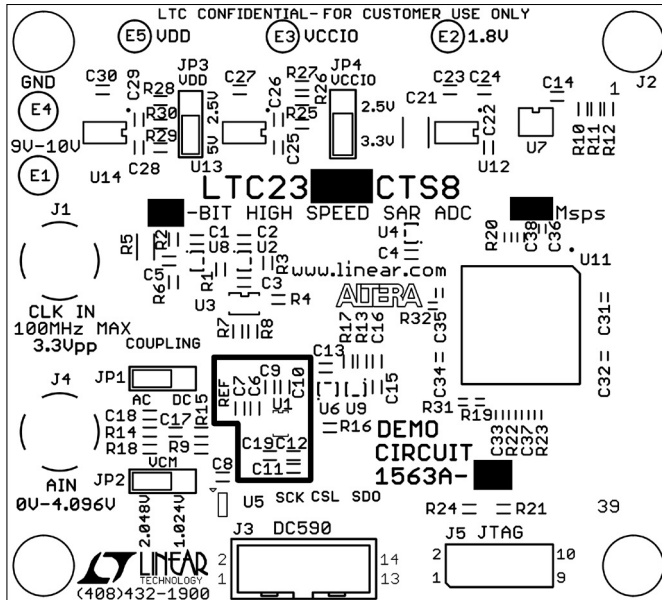 LTC CONFIDENTIAL-FOR CUSTOMER USE ONLY
E5 VDD
E3 VCCIO
E2 1.8V
GND
J2
E4
9V-10V
E1
C30
C29
R28
R30
R29
C28
U14
JP3
VDD
2.5V
5V
U13
C27
C26
R27
R26
R25
C25
JP4
VCCIO
2.5V
3.3V
C21
C23
C24
C22
U12
C14
U7
1
R10
R11
R12
LTC23 CTS8
-BIT HIGH SPEED SAR ADC
Msps
J1
R5
R2
C1
U8
C2
U2
C5
R6
R1
R3
C3
U3
R4
R7
R8
U4
C4
R20
C38
C36
U11
www.linear.com
ALTERA
R32
C35
C31
C34
C32
R17
R13
C16
C13
C15
U6
U9
R16
CLK IN
100MHz MAX
3.3Vpp
COUPLING
J4
JP1
AC
DC
C18
R14
R18
C17
R9
R15
REF
C7
C6
C9
C10
U1
C19
C12
C11
R31
R19
C33
R22
C37
R23
DEMO
CIRCUIT
1563A-
VCM
JP2
AIN
0V-4.096V
2.048V
1.024V
C8
U5
SCK CSL SDO
R24
R21
39
J3 DC590
2
1
14
13
J5 JTAG
2
1
10
9
LT LINEAR
TECHNOLOGY
(408)432-1900